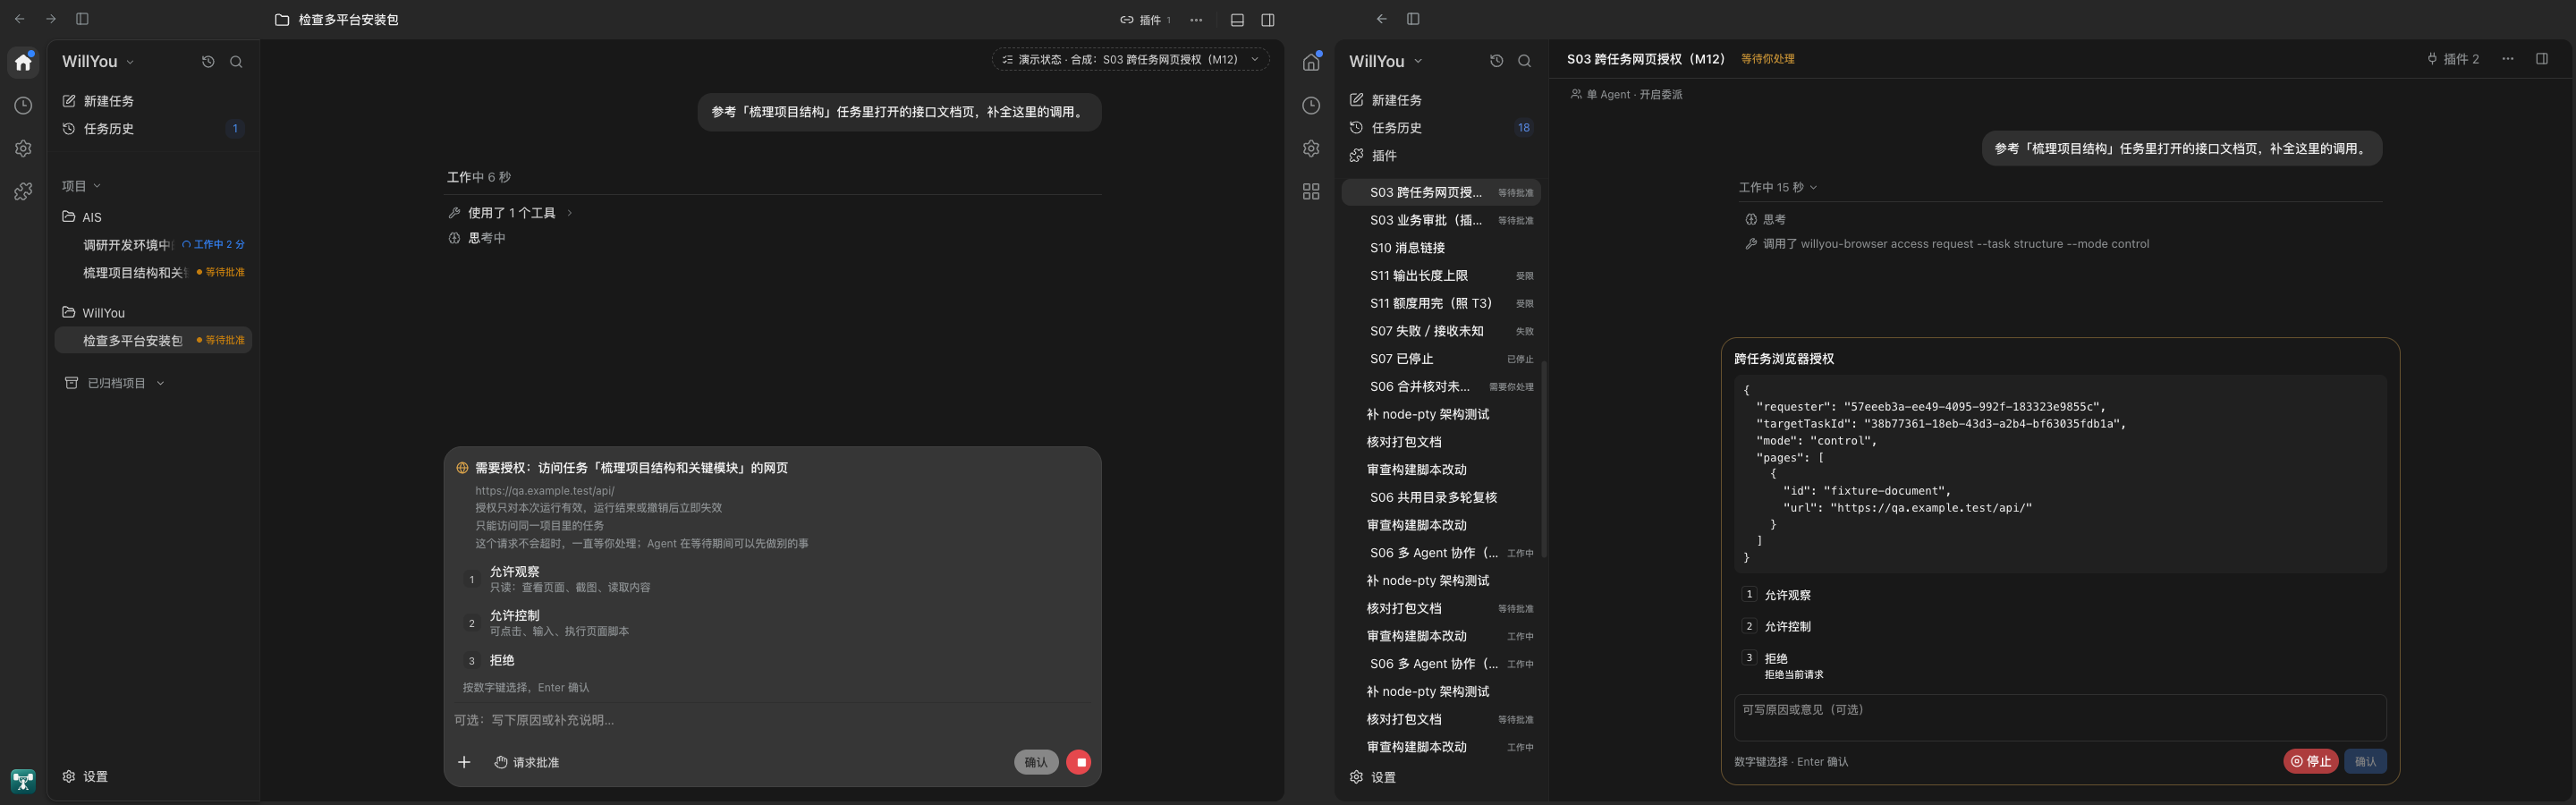 检查多平台安装包
插件 1
WillYou
新建任务
任务历史
1
项目
AIS
调研开发环境中
工作中 2 分
梳理项目结构和关
等待批准
WillYou
检查多平台安装包
等待批准
已归档项目
设置
演示状态 · 合成：S03 跨任务网页授权（M12）
参考「梳理项目结构」任务里打开的接口文档页，补全这里的调用。
工作中 6 秒
使用了 1 个工具
思考中
需要授权：访问任务「梳理项目结构和关键模块」的网页
https://qa.example.test/api/
授权只对本次运行有效，运行结束或撤销后立即失效
只能访问同一项目里的任务
这个请求不会超时，一直等你处理；Agent 在等待期间可以先做别的事
1 允许观察
只读：查看页面、截图、读取内容
2 允许控制
可点击、输入、执行页面脚本
3 拒绝
按数字键选择，Enter 确认
可选：写下原因或补充说明...
请求批准
确认
WillYou
新建任务
任务历史
18
插件
S03 跨任务网页授... 等待批准
S03 业务审批（插... 等待批准
S10 消息链接
S11 输出长度上限 受限
S11 额度用完（照 T3） 受限
S07 失败 / 接收未知 失败
S07 已停止 已停止
S06 合并核对未... 需要你处理
补 node-pty 架构测试
核对打包文档
审查构建脚本改动
S06 共用目录多轮复核
审查构建脚本改动
S06 多 Agent 协作（... 工作中
补 node-pty 架构测试
核对打包文档 等待批准
审查构建脚本改动 工作中
S06 多 Agent 协作（... 工作中
补 node-pty 架构测试
核对打包文档 等待批准
审查构建脚本改动 工作中
设置
S03 跨任务网页授权（M12） 等待你处理
插件 2
单 Agent · 开启委派
参考「梳理项目结构」任务里打开的接口文档页，补全这里的调用。
工作中 15 秒
思考
调用了 willyou-browser access request --task structure --mode control
跨任务浏览器授权
{
"requester": "57eeeb3a-ee49-4095-992f-183323e9855c",
"targetTaskId": "38b77361-18eb-43d3-a2b4-bf63035fdb1a",
"mode": "control",
"pages": [
{
"id": "fixture-document",
"url": "https://qa.example.test/api/"
}
]
}
1 允许观察
2 允许控制
3 拒绝
拒绝当前请求
可写原因或意见（可选）
数字键选择 · Enter 确认
停止
确认